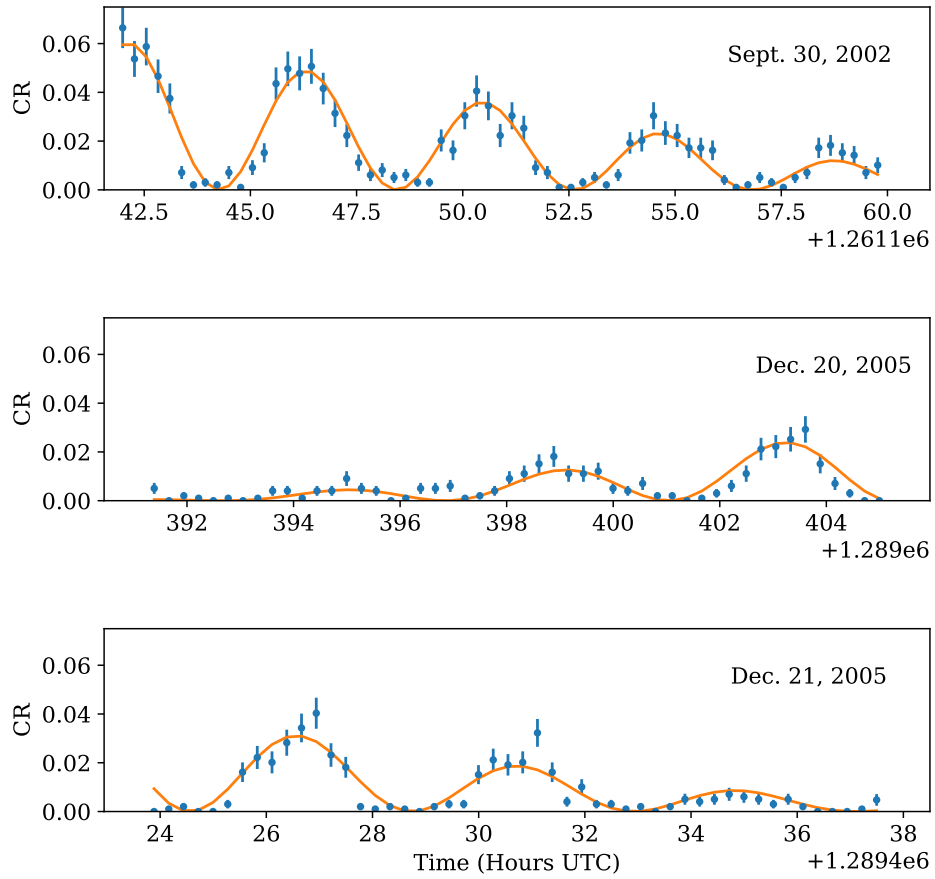 0.06
0.04
0.02
0.00
CR
Sept. 30, 2002
42.5 45.0 47.5 50.0 52.5 55.0 57.5 60.0
+1.2611e6
0.06
0.04
0.02
0.00
CR
Dec. 20, 2005
392 394 396 398 400 402 404
+1.289e6
0.06
0.04
0.02
0.00
CR
Dec. 21, 2005
24 26 28 30 32 34 36 38
Time (Hours UTC)
+1.2894e6